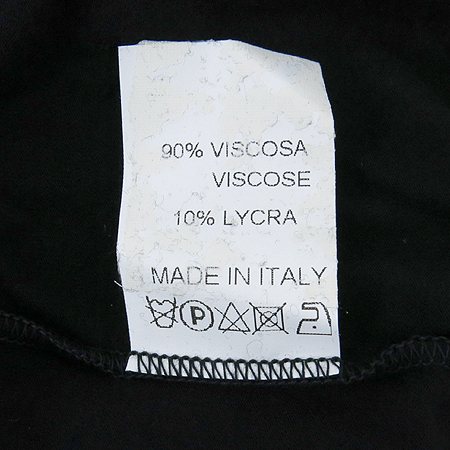 90% VISCOSA
VISCOSE
10% LYCRA
MADE IN ITALY
P